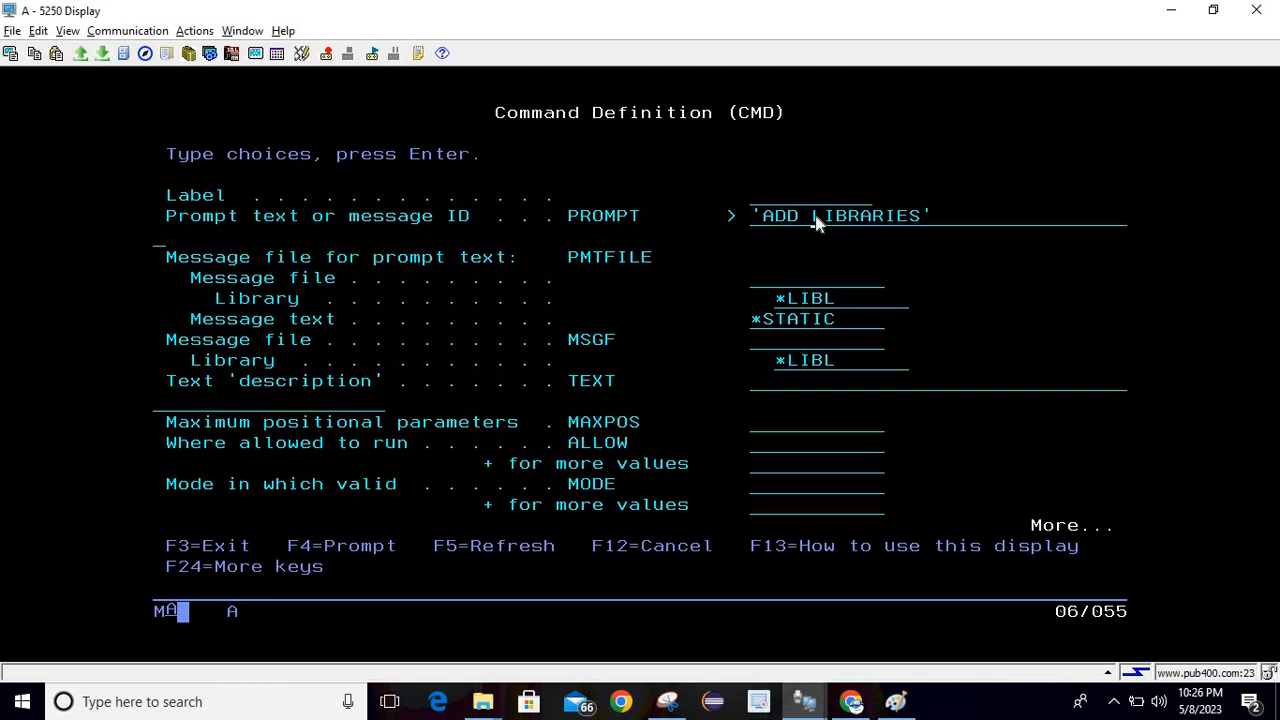 A - 5250 Display
File Edit View Communication Actions Window Help
Command Definition (CMD)
Type choices, press Enter.
Label . . . . . . . . . . . . .
Prompt text or message ID . . . PROMPT > 'ADD LIBRARIES'
Message file for prompt text: PMTFILE
Message file . . . . . . . . .
Library . . . . . . . . . . *LIBL
Message text . . . . . . . . . *STATIC
Message file . . . . . . . . . . MSGF
Library . . . . . . . . . . . *LIBL
Text 'description' . . . . . . . TEXT
Maximum positional parameters . MAXPOS
Where allowed to run . . . . . . ALLOW
+ for more values
Mode in which valid . . . . . . MODE
+ for more values
More...
F3=Exit F4=Prompt F5=Refresh F12=Cancel F13=How to use this display
F24=More keys
MA A 06/055
www.pub400.com:23
Type here to search 66 10:26 PM
5/8/2023 2